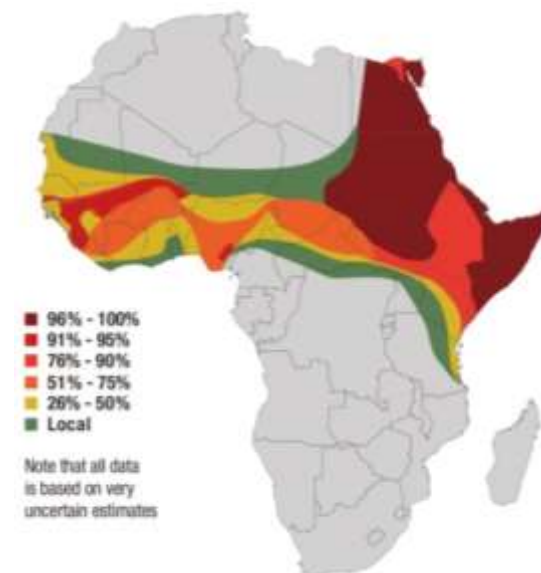 96% - 100%
91% - 95%
76% - 90%
51% - 75%
26% - 50%
Local
Note that all data
is based on very
uncertain estimates